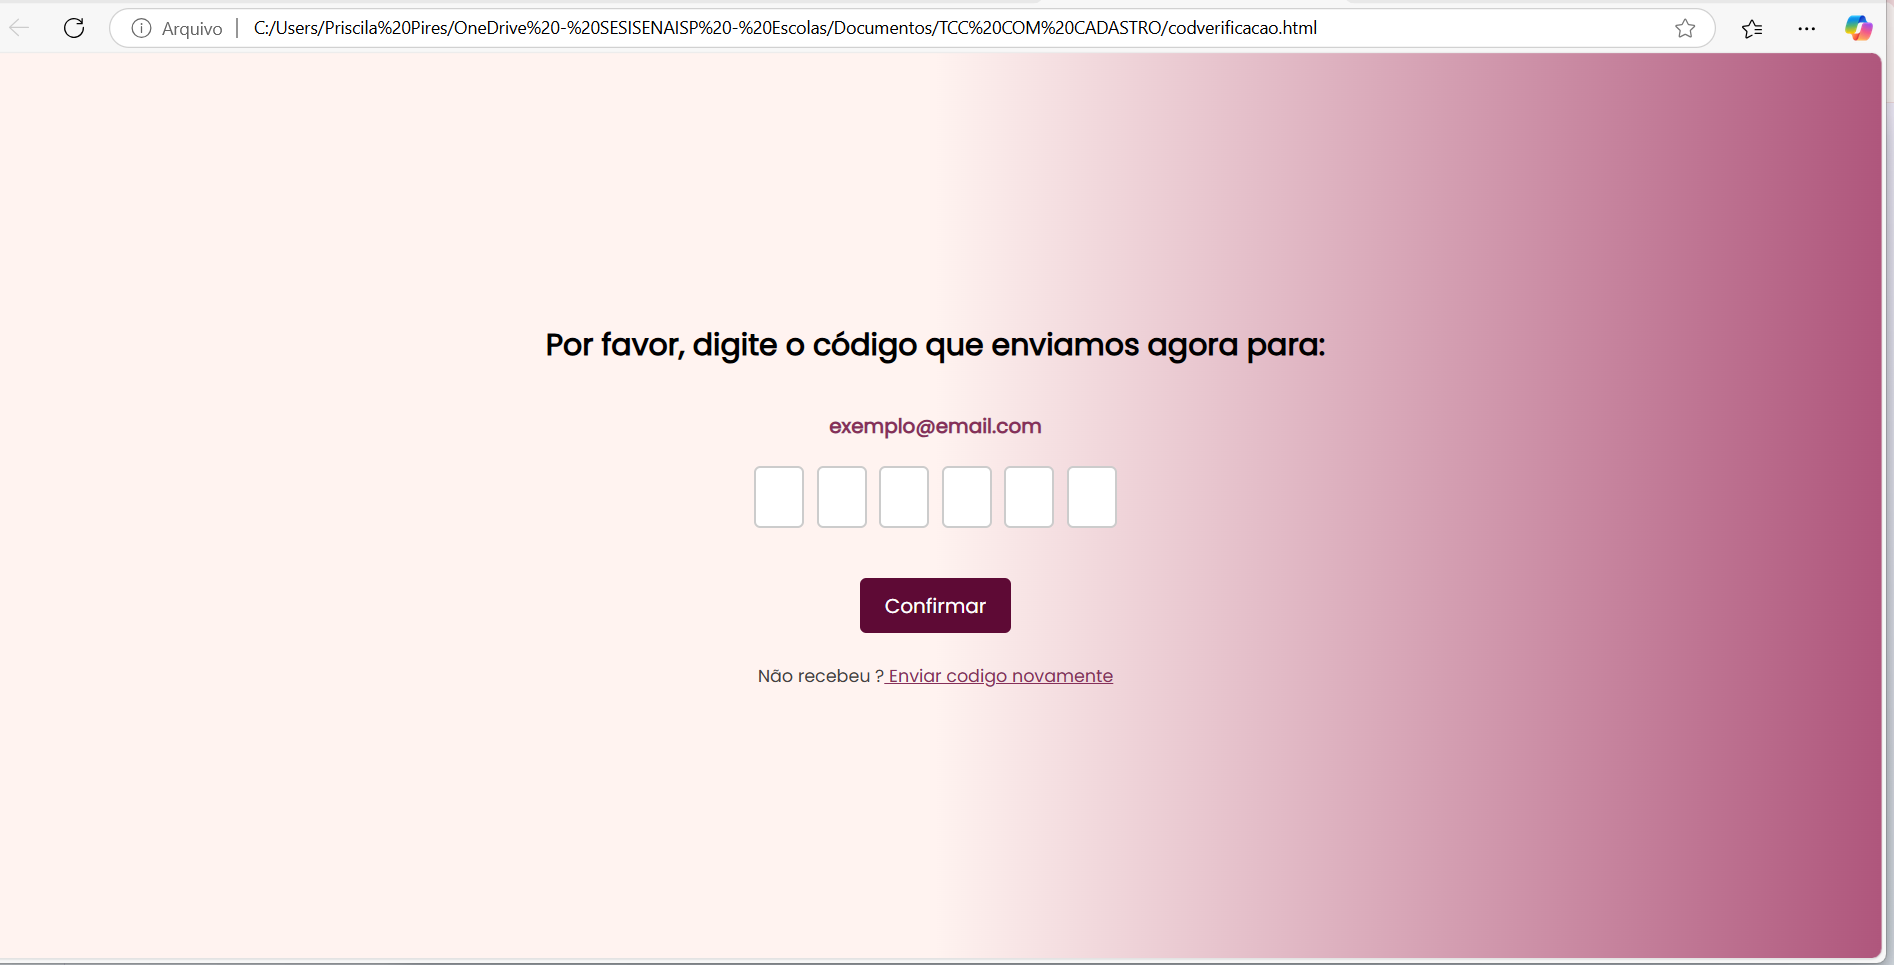 Arquivo
C:/Users/Priscila%20Pires/OneDrive%20-%20SESISENAISP%20-%20Escolas/Documentos/TCC%20COM%20CADASTRO/codverificacao.html
Por favor, digite o código que enviamos agora para:
exemplo@email.com
Confirmar
Não recebeu ? Enviar codigo novamente